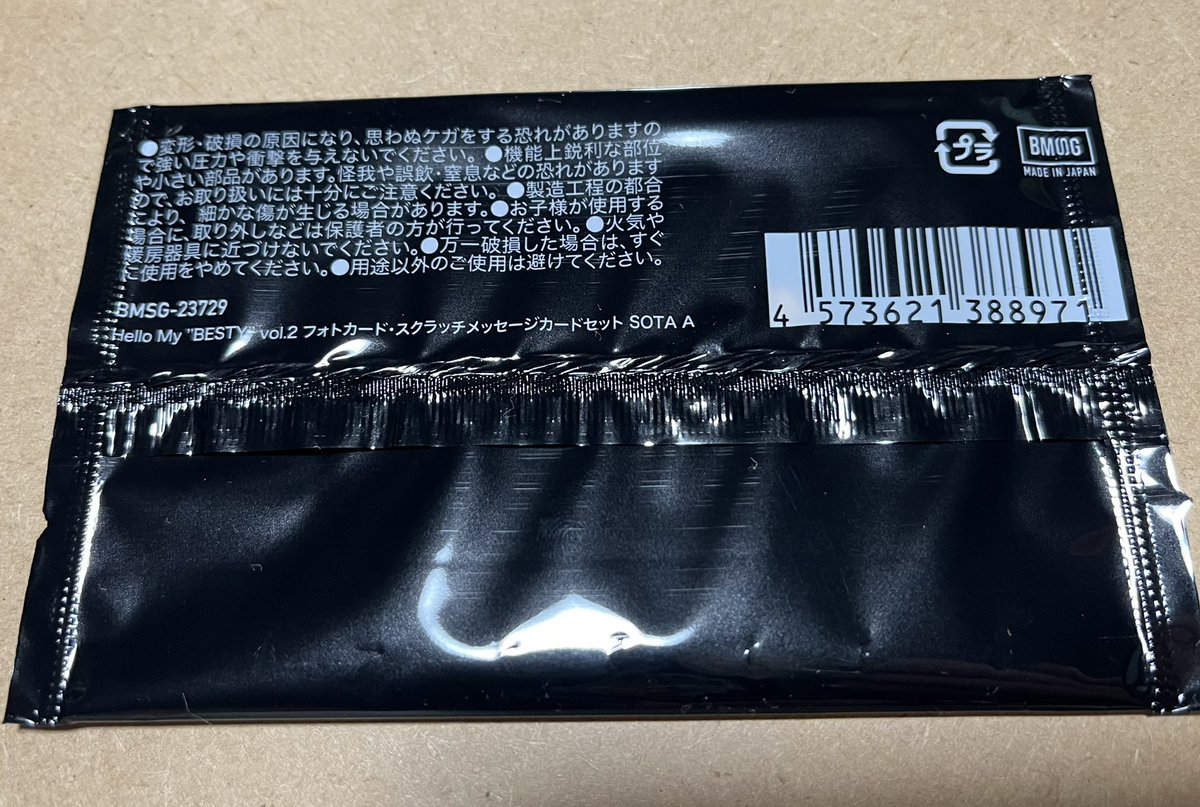 ●変形・破損の原因になり、思わぬケガをする恐れがありますの
で強い圧力や衝撃を与えないでください。●機能上鋭利な部位
や小さい部品があります。怪我や誤飲・窒息などの恐れがあります
ので、お取り扱いには十分にご注意ください。●製造工程の都合
により、細かな傷が生じる場合があります。●お子様が使用する
場合に、取り外しなどは保護者の方が行ってください。●火気や
暖房器具に近づけないでください。●万一破損した場合は、すぐ
に使用をやめてください。●用途以外のご使用は避けてください。
プラ
BMSG
MADE IN JAPAN
BMSG-23729
Hello My "BESTY" vol.2 フォトカード・スクラッチメッセージカードセット SOTA A
4 573621 388971